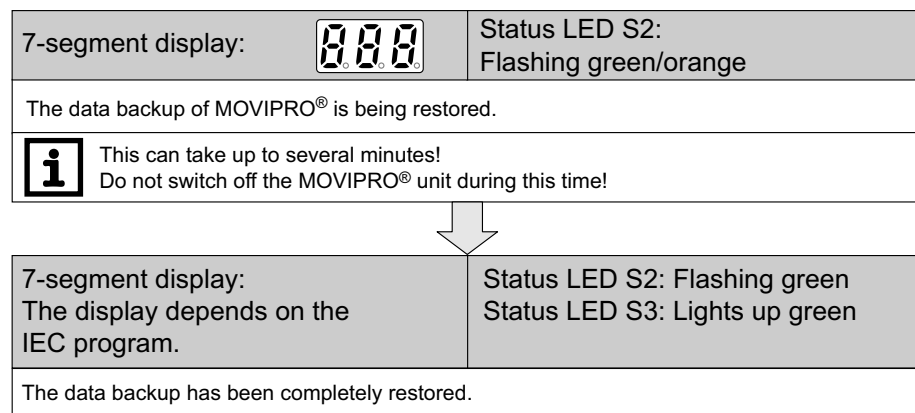 7-segment display:
8.8.8.
Status LED S2:
Flashing green/orange
The data backup of MOVIPRO® is being restored.
i
This can take up to several minutes!
Do not switch off the MOVIPRO® unit during this time!
7-segment display:
The display depends on the
IEC program.
Status LED S2: Flashing green
Status LED S3: Lights up green
The data backup has been completely restored.